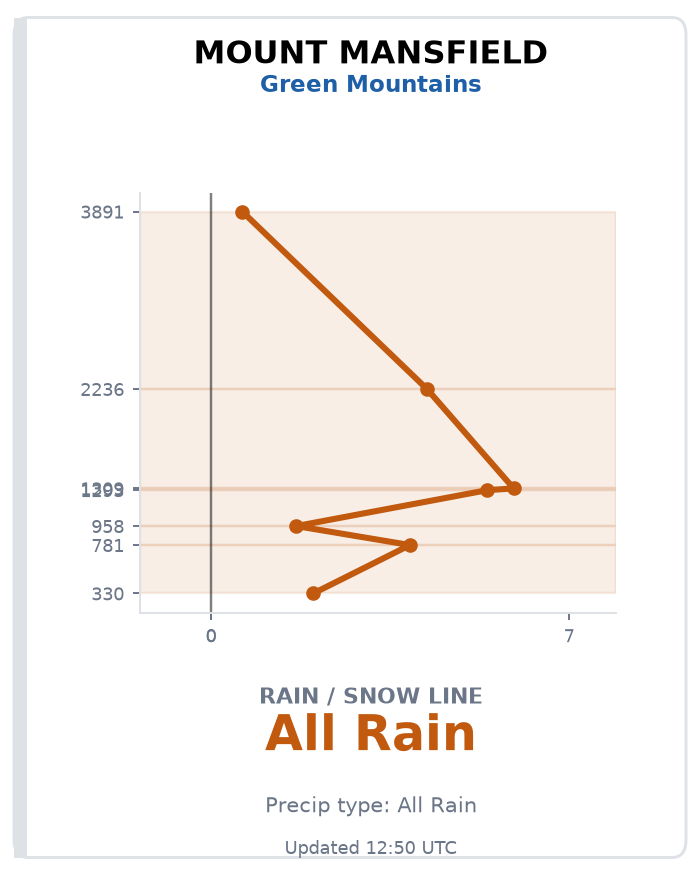 MOUNT MANSFIELD
Green Mountains
3891
2236
958
781
330
0
7
RAIN / SNOW LINE
All Rain
Precip type: All Rain
Updated 12:50 UTC